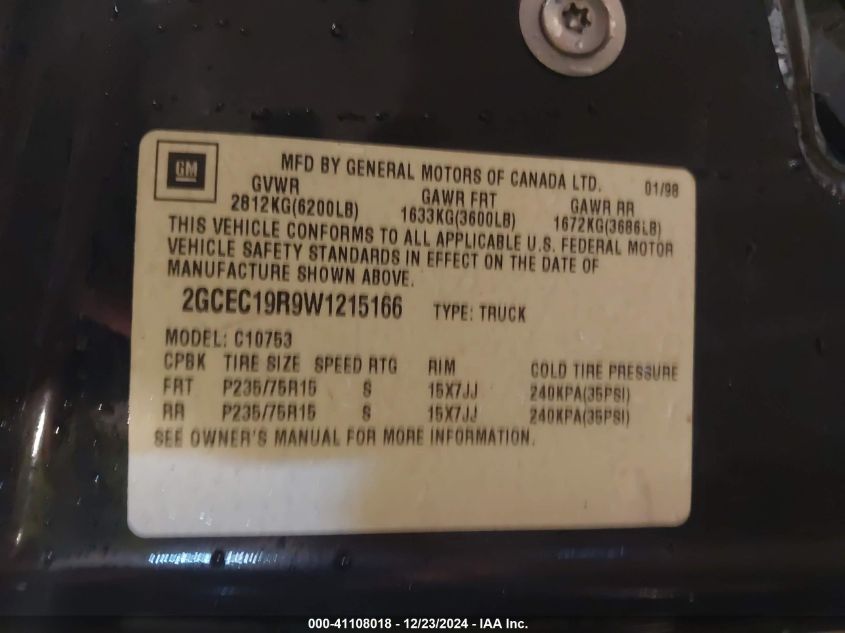 GM
MFD BY GENERAL MOTORS OF CANADA LTD. 01/98
GVWR GAWR FRT GAWR RR
2812KG(6200LB) 1633KG(3600LB) 1672KG(3686LB)
THIS VEHICLE CONFORMS TO ALL APPLICABLE U.S. FEDERAL MOTOR
VEHICLE SAFETY STANDARDS IN EFFECT ON THE DATE OF
MANUFACTURE SHOWN ABOVE.
2GCEC19R9W1215166 TYPE: TRUCK
MODEL: C10753
CPBK TIRE SIZE SPEED RTG RIM COLD TIRE PRESSURE
FRT P235/75R15 S 15X7JJ 240KPA(35PSI)
RR P235/75R15 S 15X7JJ 240KPA(35PSI)
SEE OWNER'S MANUAL FOR MORE INFORMATION.
000-41108018 - 12/23/2024 - IAA Inc.